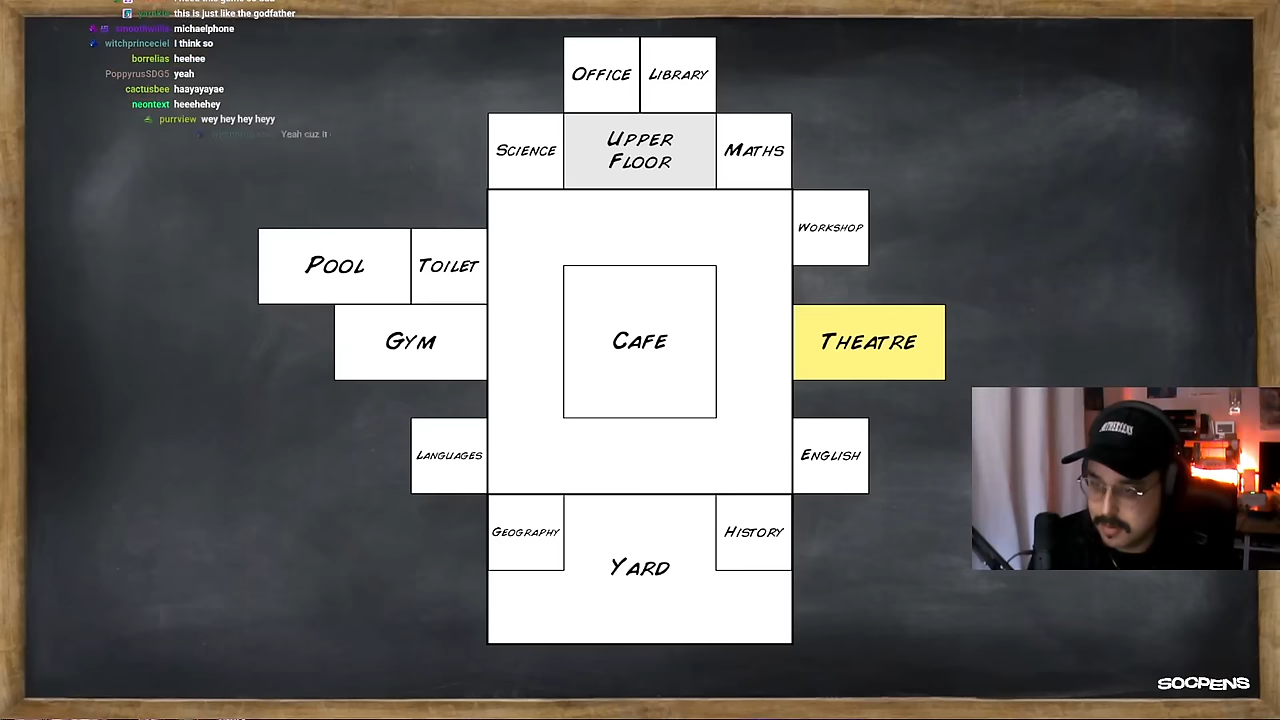 this is just like the godfather
michaelphone
witchprinceciel I think so
borrelias heehee
PoppyrusSDG5 yeah
cactusbee haayayayae
neontext heeehehey
purrview wey hey hey heyy
Yeah cuz it
OFFICE LIBRARY
SCIENCE UPPER FLOOR MATHS
WORKSHOP
POOL TOILET
GYM CAFE THEATRE
LANGUAGES ENGLISH
GEOGRAPHY HISTORY
YARD
SOCPENS